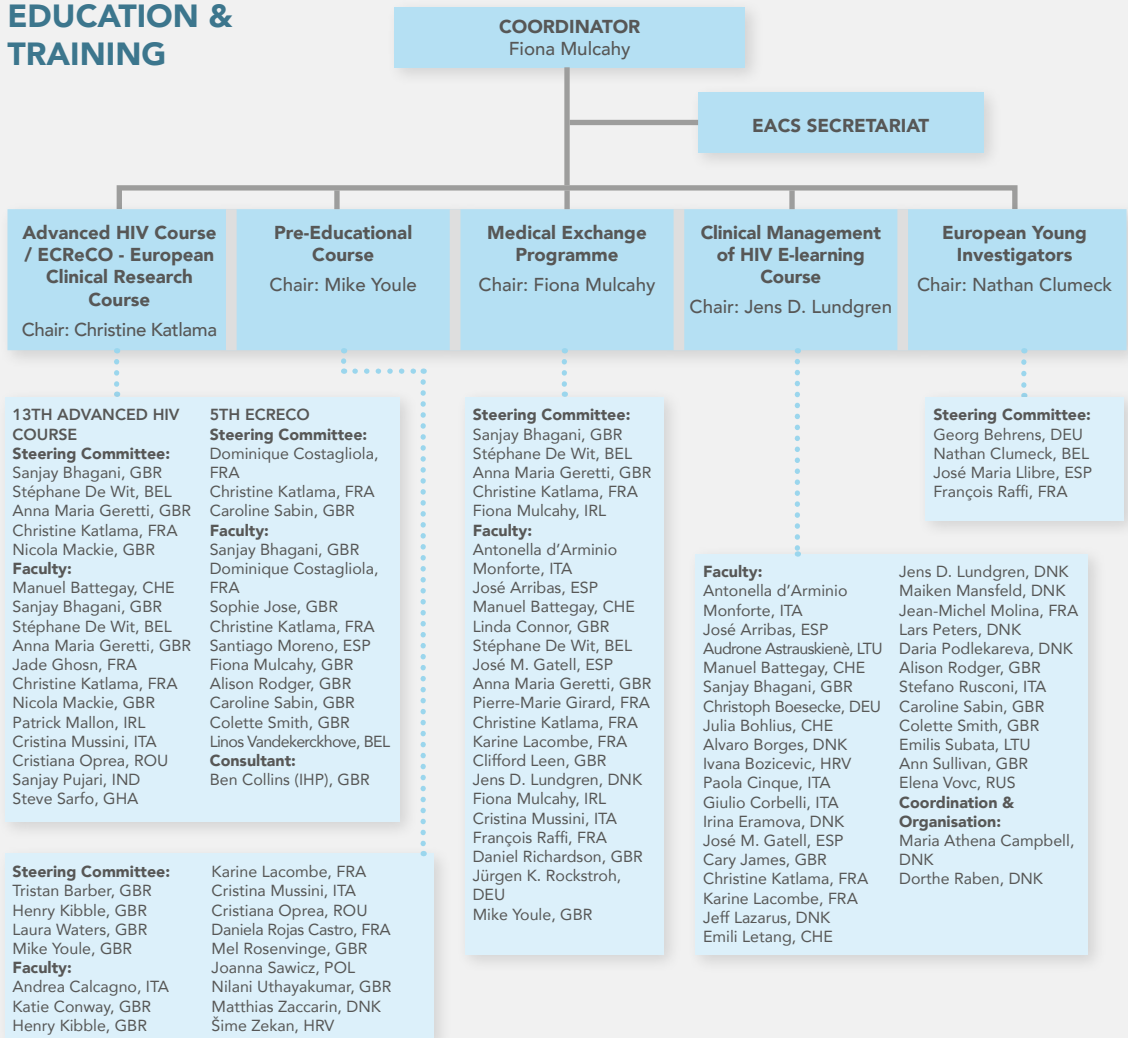 EDUCATION &
TRAINING
COORDINATOR
Fiona Mulcahy
EACS SECRETARIAT
Advanced HIV Course
/ ECReCO - European
Clinical Research
Course
Chair: Christine Katlama
Pre-Educational
Course
Chair: Mike Youle
Medical Exchange
Programme
Chair: Fiona Mulcahy
Clinical Management
of HIV E-learning
Course
Chair: Jens D. Lundgren
European Young
Investigators
Chair: Nathan Clumeck
13TH ADVANCED HIV
COURSE
Steering Committee:
Sanjay Bhagani, GBR
Stéphane De Wit, BEL
Anna Maria Geretti, GBR
Christine Katlama, FRA
Nicola Mackie, GBR
Faculty:
Manuel Battegay, CHE
Sanjay Bhagani, GBR
Stéphane De Wit, BEL
Anna Maria Geretti, GBR
Jade Ghosn, FRA
Christine Katlama, FRA
Nicola Mackie, GBR
Patrick Mallon, IRL
Cristina Mussini, ITA
Cristiana Oprea, ROU
Sanjay Pujari, IND
Steve Sarfo, GHA
5TH ECRECO
Steering Committee:
Dominique Costagliola,
FRA
Christine Katlama, FRA
Caroline Sabin, GBR
Faculty:
Sanjay Bhagani, GBR
Dominique Costagliola,
FRA
Sophie Jose, GBR
Christine Katlama, FRA
Santiago Moreno, ESP
Fiona Mulcahy, GBR
Alison Rodger, GBR
Caroline Sabin, GBR
Colette Smith, GBR
Linos Vandekerckhove, BEL
Consultant:
Ben Collins (IHP), GBR
Steering Committee:
Tristan Barber, GBR
Henry Kibble, GBR
Laura Waters, GBR
Mike Youle, GBR
Faculty:
Andrea Calcagno, ITA
Katie Conway, GBR
Henry Kibble, GBR
Karine Lacombe, FRA
Cristina Mussini, ITA
Cristiana Oprea, ROU
Daniela Rojas Castro, FRA
Mel Rosenvinge, GBR
Joanna Sawicz, POL
Nilani Uthayakumar, GBR
Matthias Zaccarin, DNK
Šime Zekan, HRV
Steering Committee:
Sanjay Bhagani, GBR
Stéphane De Wit, BEL
Anna Maria Geretti, GBR
Christine Katlama, FRA
Fiona Mulcahy, IRL
Faculty:
Antonella d'Arminio
Monforte, ITA
José Arribas, ESP
Manuel Battegay, CHE
Linda Connor, GBR
Stéphane De Wit, BEL
José M. Gatell, ESP
Anna Maria Geretti, GBR
Pierre-Marie Girard, FRA
Christine Katlama, FRA
Karine Lacombe, FRA
Clifford Leen, GBR
Jens D. Lundgren, DNK
Fiona Mulcahy, IRL
Cristina Mussini, ITA
François Raffi, FRA
Daniel Richardson, GBR
Jürgen K. Rockstroh,
DEU
Mike Youle, GBR
Faculty:
Antonella d'Arminio
Monforte, ITA
José Arribas, ESP
Audrone Astrauskienè, LTU
Manuel Battegay, CHE
Sanjay Bhagani, GBR
Christoph Boesecke, DEU
Julia Bohlius, CHE
Alvaro Borges, DNK
Ivana Bozicevic, HRV
Paola Cinque, ITA
Giulio Corbelli, ITA
Irina Eramova, DNK
José M. Gatell, ESP
Cary James, GBR
Christine Katlama, FRA
Karine Lacombe, FRA
Jeff Lazarus, DNK
Emili Letang, CHE
Jens D. Lundgren, DNK
Maiken Mansfeld, DNK
Jean-Michel Molina, FRA
Lars Peters, DNK
Daria Podlekareva, DNK
Alison Rodger, GBR
Stefano Rusconi, ITA
Caroline Sabin, GBR
Colette Smith, GBR
Emilis Subata, LTU
Ann Sullivan, GBR
Elena Vovc, RUS
Coordination &
Organisation:
Maria Athena Campbell,
DNK
Dorthe Raben, DNK
Steering Committee:
Georg Behrens, DEU
Nathan Clumeck, BEL
José Maria Llibre, ESP
François Raffi, FRA